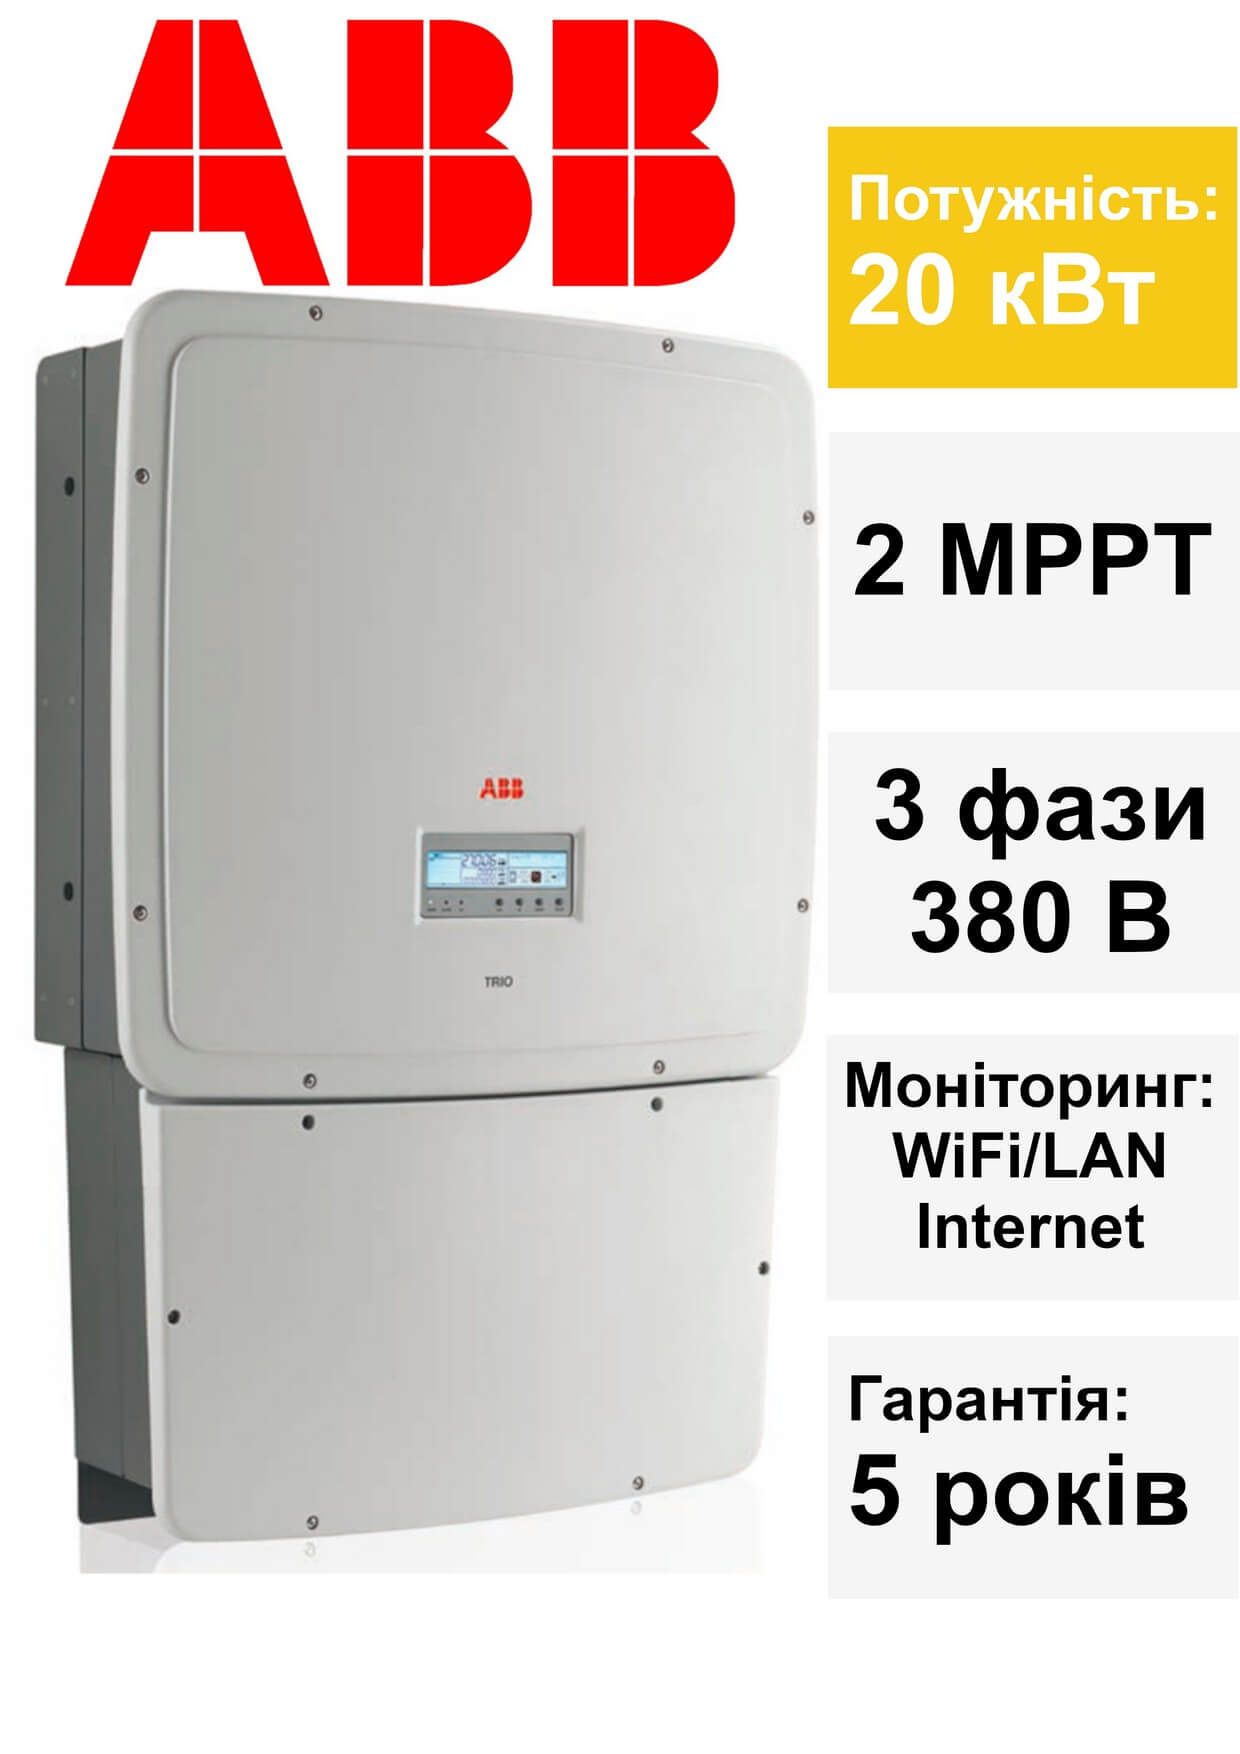 ABB
Потужність:
20 кВт
2 MPPT
3 фази
380 В
ABB
TRIO
Моніторинг:
WiFi/LAN
Internet
Гарантія:
5 років